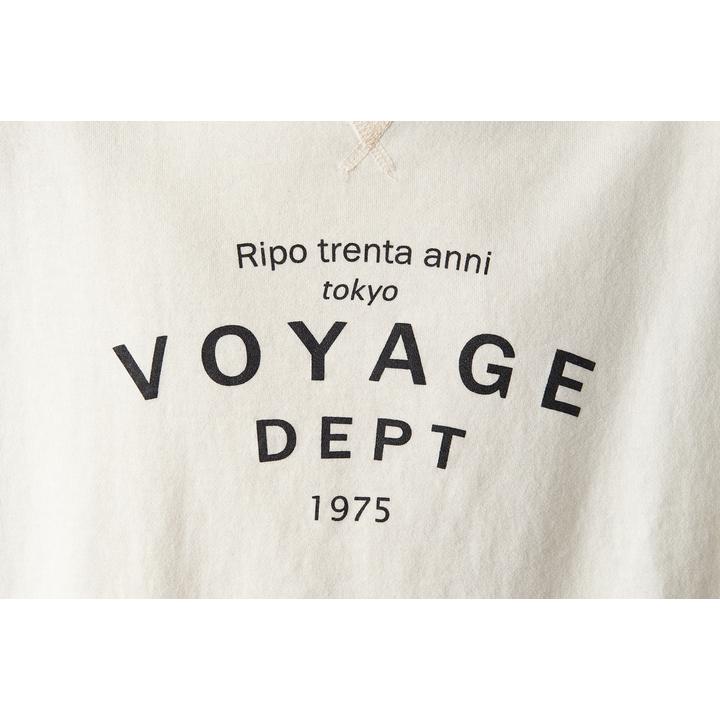 Ripo trenta anni
tokyo
VOYAGE
DEPT
1975